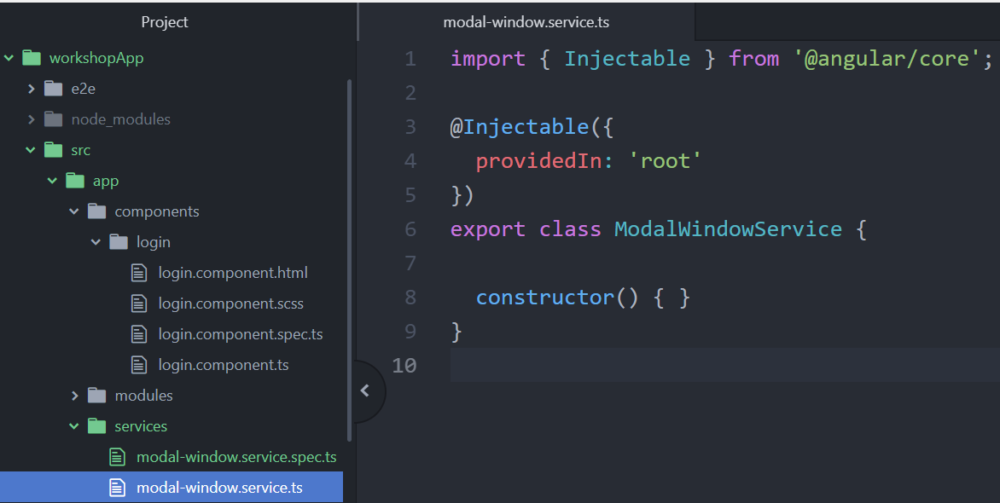 Project
workshopApp
e2e
node_modules
src
app
components
login
login.component.html
login.component.scss
login.component.spec.ts
login.component.ts
modules
services
modal-window.service.spec.ts
modal-window.service.ts
modal-window.service.ts
1 import { Injectable } from '@angular/core';
2
3 @Injectable({
4   providedIn: 'root'
5 })
6 export class ModalWindowService {
7
8   constructor() { }
9 }
10